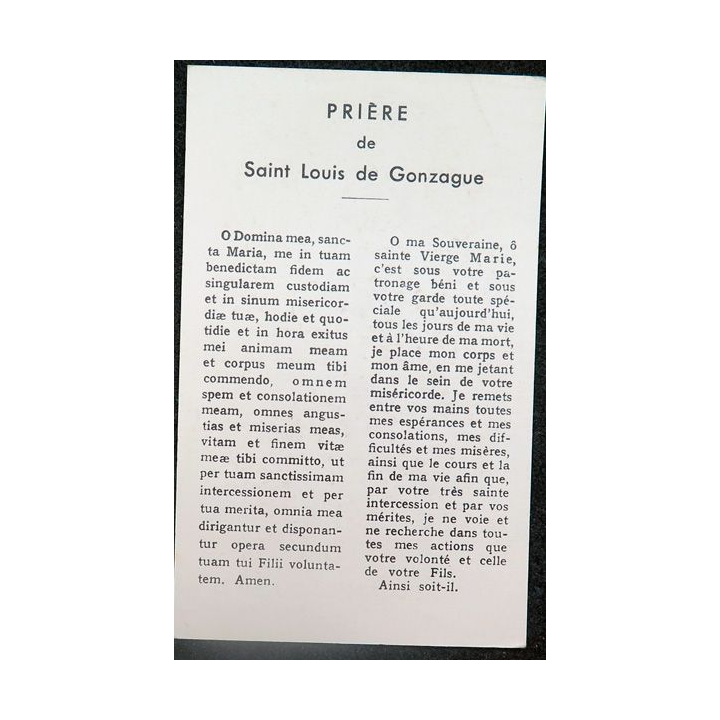 PRIÈRE
de
Saint Louis de Gonzague
O Domina mea, sanc-
ta Maria, me in tuam
benedictam fidem ac
singularem custodiam
et in sinum misericor-
diæ tuæ, hodie et quo-
tidie et in hora exitus
mei animam meam
et corpus meum tibi
commendo, omnem
spem et consolationem
meam, omnes angus-
tias et miserias meas,
vitam et finem vitæ
meæ tibi committo, ut
per tuam sanctissimam
intercessionem et per
tua merita, omnia mea
dirigantur et disponan-
tur opera secundum
tuam tui Filii volunta-
tem. Amen.
O ma Souveraine, ô
sainte Vierge Marie,
c'est sous votre pa-
tronage béni et sous
votre garde toute spé-
ciale qu'aujourd'hui,
tous les jours de ma vie
et à l'heure de ma mort,
je place mon corps et
mon âme, en me jetant
dans le sein de votre
miséricorde. Je remets
entre vos mains toutes
mes espérances et mes
consolations, mes dif-
ficultés et mes misères,
ainsi que le cours et la
fin de ma vie afin que,
par votre très sainte
intercession et par vos
mérites, je ne voie et
ne recherche dans tou-
tes mes actions que
votre volonté et celle
de votre Fils.
Ainsi soit-il.